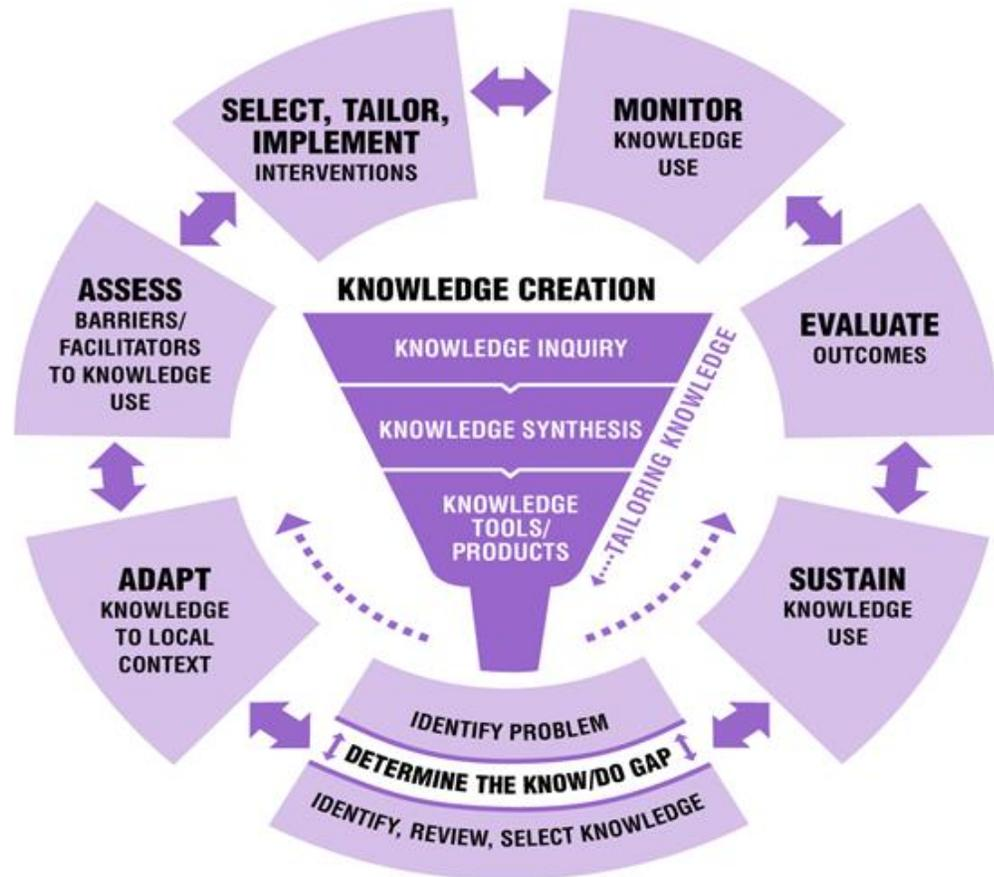 SELECT, TAILOR,
IMPLEMENT
INTERVENTIONS
MONITOR
KNOWLEDGE
USE
ASSESS
BARRIERS/
FACILITATORS
TO KNOWLEDGE
USE
KNOWLEDGE CREATION
KNOWLEDGE INQUIRY
KNOWLEDGE SYNTHESIS
KNOWLEDGE
TOOLS/
PRODUCTS
TAILORING KNOWLEDGE
EVALUATE
OUTCOMES
ADAPT
KNOWLEDGE
TO LOCAL
CONTEXT
SUSTAIN
KNOWLEDGE
USE
IDENTIFY PROBLEM
DETERMINE THE KNOW/DO GAP
IDENTIFY, REVIEW, SELECT KNOWLEDGE